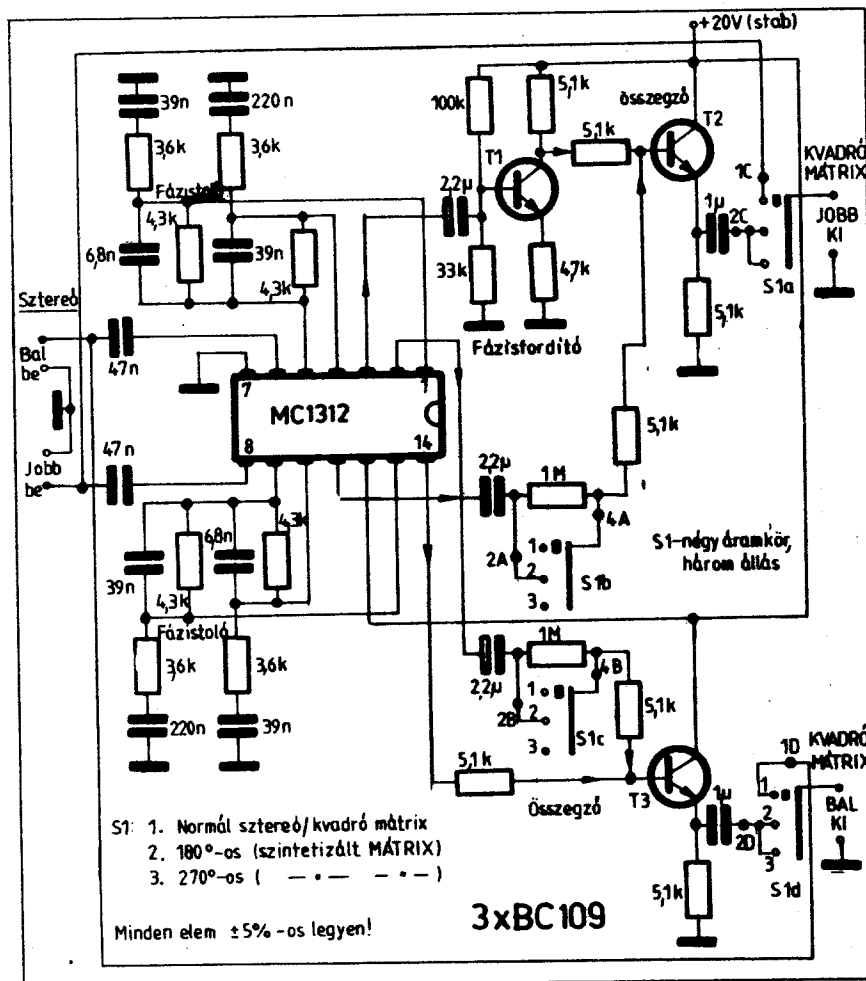 +20V (stab)
39n
220n
3,6k
3,6k
Fázistoló
4,3k
6,8n
39n
4,3k
100k
5,1k
összegző
T1
5,1k
T2
2,2µ
33k
4,7k
Fázisfordító
1µ
2C
1C
KVADRÓ
MÁTRIX
JOBB
KI
S1a
5,1k
Sztereó
Bal
be
Jobb
be
47n
47n
7
1
MC1312
8
14
5,1k
2,2µ
1M
4A
2A
1
2
3
S1b
S1-négy áramkör,
három állás
6,8n
4,3k
39n
4,3k
Fázistoló
3,6k
3,6k
220n
39n
2,2µ
1M
4B
2B
1
2
3
S1c
5,1k
5,1k
Összegző
T3
1µ
2D
1D
1
2
3
KVADRÓ
MÁTRIX
BAL
KI
S1d
5,1k
S1: 1. Normál sztereó/kvadró mátrix
2. 180°-os (szintetizált MÁTRIX)
3. 270°-os ( — • — — • — )
Minden elem ±5%-os legyen!
3xBC109